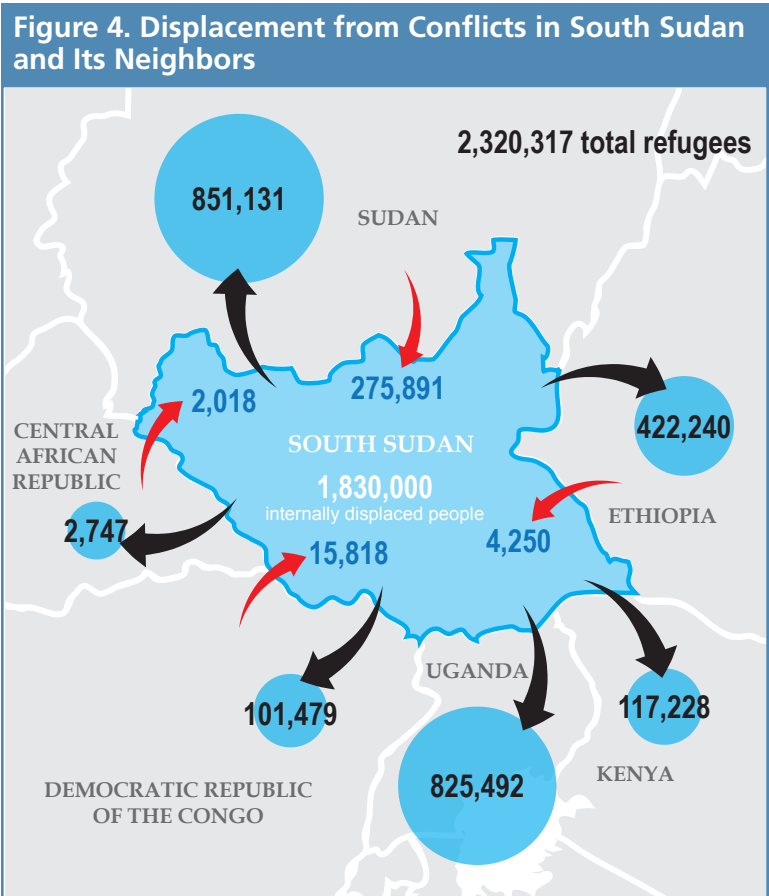 Figure 4. Displacement from Conflicts in South Sudan
and Its Neighbors
2,320,317 total refugees
851,131
SUDAN
2,018
275,891
422,240
CENTRAL
AFRICAN
REPUBLIC
SOUTH SUDAN
1,830,000
internally displaced people
ETHIOPIA
2,747
15,818
4,250
UGANDA
101,479
117,228
KENYA
825,492
DEMOCRATIC REPUBLIC
OF THE CONGO